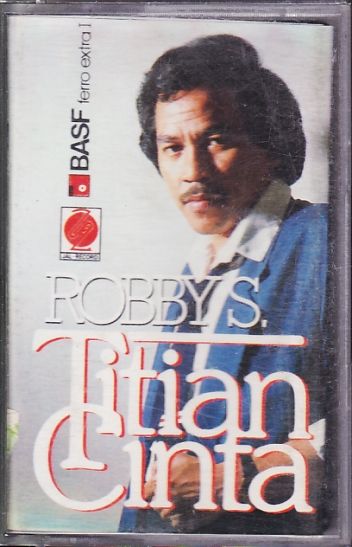 BASF ferro extra I
JAL RECORD
ROBBY S.
Titian
Cinta